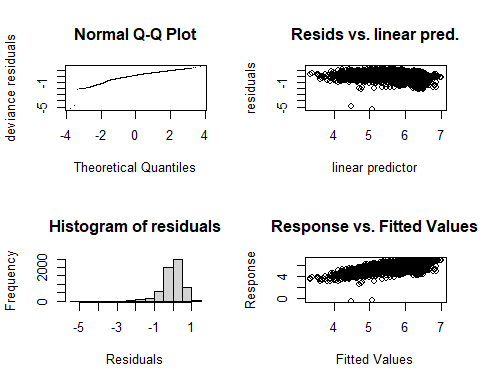 Normal Q-Q Plot
deviance residuals
-1
-5
-4 -2 0 2 4
Theoretical Quantiles
Resids vs. linear pred.
residuals
-1
-5
4 5 6 7
linear predictor
Histogram of residuals
Frequency
2000
0
-5 -3 -1 1
Residuals
Response vs. Fitted Values
Response
4
0
4 5 6 7
Fitted Values